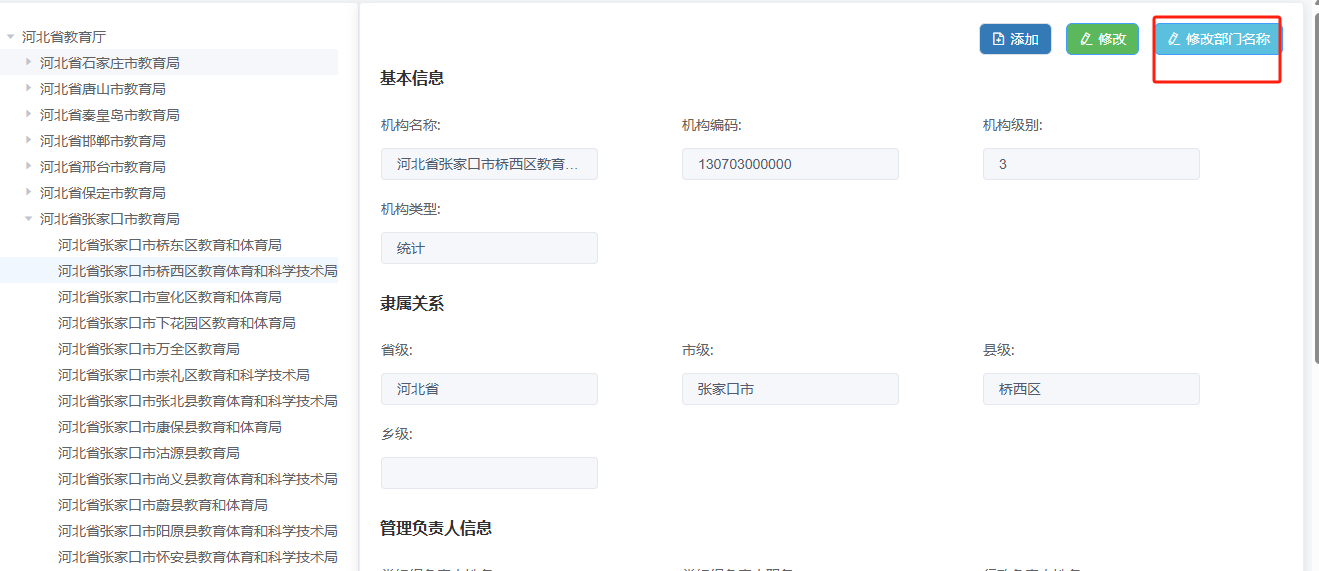 河北省教育厅
河北省石家庄市教育局
河北省唐山市教育局
河北省秦皇岛市教育局
河北省邯郸市教育局
河北省邢台市教育局
河北省保定市教育局
河北省张家口市教育局
河北省张家口市桥东区教育和体育局
河北省张家口市桥西区教育体育和科学技术局
河北省张家口市宣化区教育和体育局
河北省张家口市下花园区教育和体育局
河北省张家口市万全区教育局
河北省张家口市崇礼区教育和科学技术局
河北省张家口市张北县教育体育和科学技术局
河北省张家口市康保县教育和体育局
河北省张家口市沽源县教育局
河北省张家口市尚义县教育体育和科学技术局
河北省张家口市蔚县教育和体育局
河北省张家口市阳原县教育体育和科学技术局
河北省张家口市怀安县教育体育和科学技术局
添加 修改 修改部门名称
基本信息
机构名称: 机构编码: 机构级别:
河北省张家口市桥西区教育... 130703000000 3
机构类型:
统计
隶属关系
省级: 市级: 县级:
河北省 张家口市 桥西区
乡级:
管理负责人信息